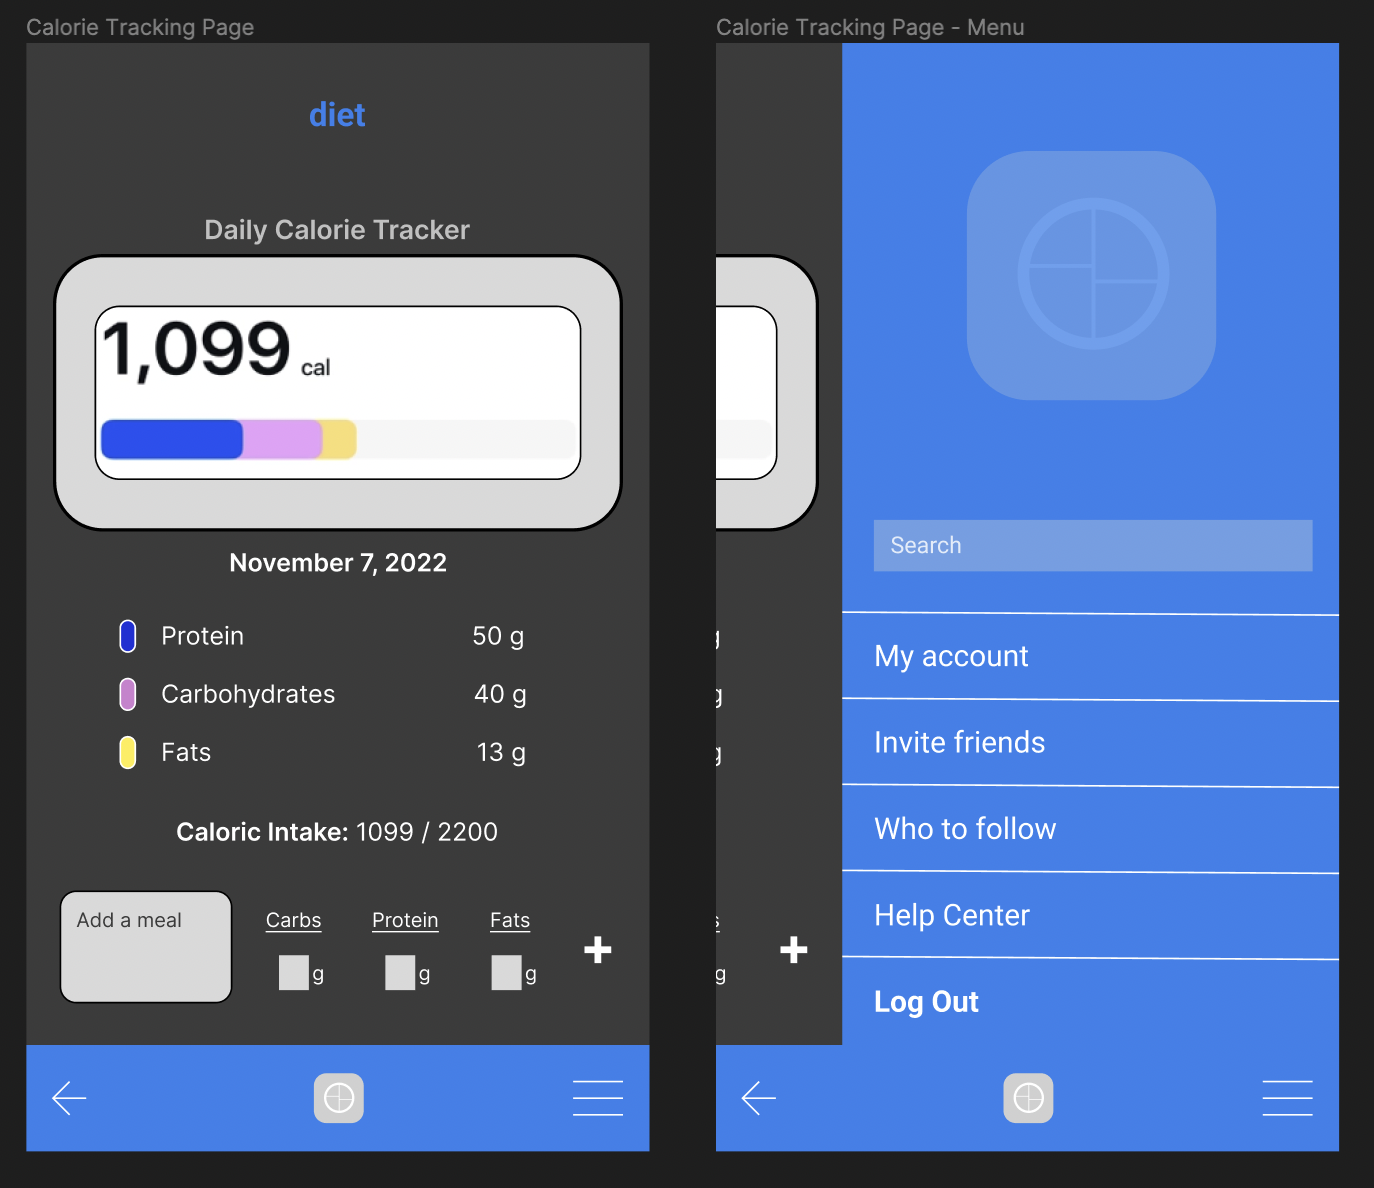 Calorie Tracking Page
diet
Daily Calorie Tracker
1,099 cal
November 7, 2022
Protein 50 g
Carbohydrates 40 g
Fats 13 g
Caloric Intake: 1099 / 2200
Add a meal
Carbs Protein Fats
g g g
+
Calorie Tracking Page - Menu
g
g
g
s
g
+
Search
My account
Invite friends
Who to follow
Help Center
Log Out